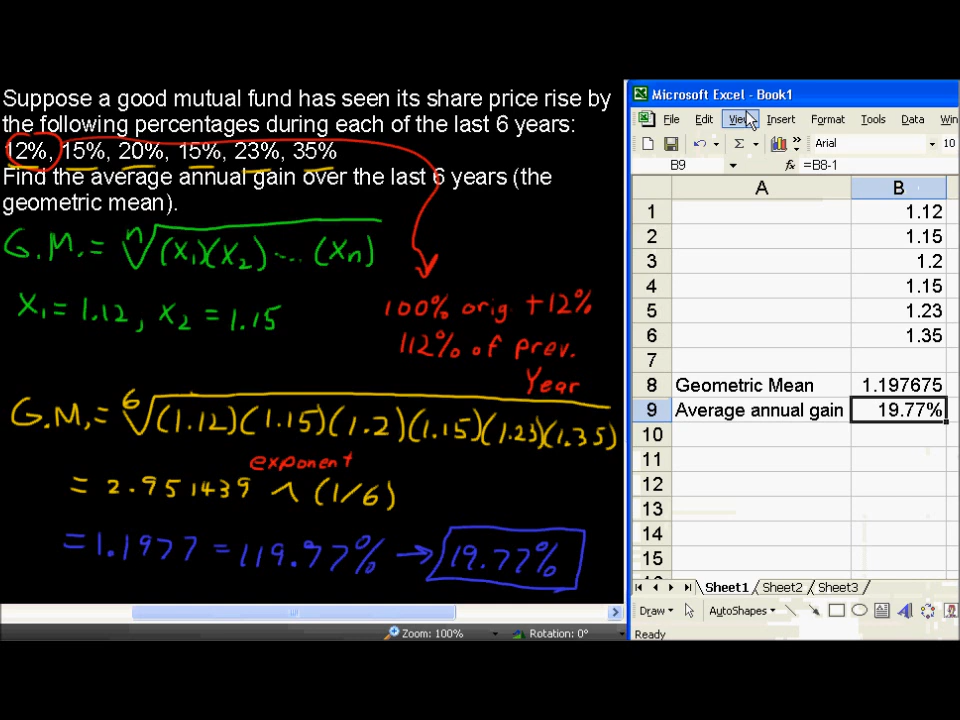 Suppose a good mutual fund has seen its share price rise by
the following percentages during each of the last 6 years:
12%, 15%, 20%, 15%, 23%, 35%
Find the average annual gain over the last 6 years (the
geometric mean).
G.M. = n√(x₁)(x₂)... (xn)
x₁ = 1.12, x₂ = 1.15
100% orig + 12%
112% of prev.
Year
G.M. = 6√(1.12)(1.15)(1.2)(1.15)(1.23)(1.35)
exponent
= 2.951439 ^ (1/6)
= 1.1977 = 119.97% → 19.77%
Zoom: 100% Rotation: 0°
Microsoft Excel - Book1
File Edit View Insert Format Tools Data Win
Σ » Arial 10
B9 fx =B8-1
A B
1 1.12
2 1.15
3 1.2
4 1.15
5 1.23
6 1.35
7
8 Geometric Mean 1.197675
9 Average annual gain 19.77%
10
11
12
13
14
15
Sheet1 Sheet2 Sheet3
Draw AutoShapes
Ready